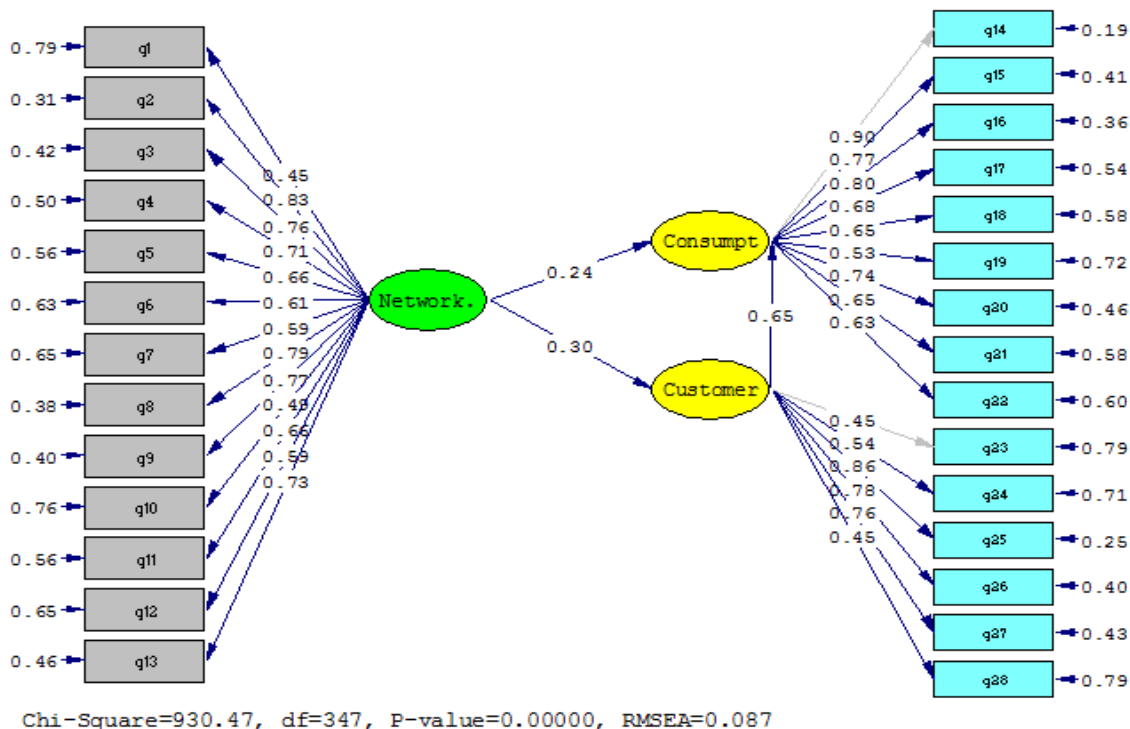 0.79 q1
0.31 q2
0.42 q3
0.50 q4
0.56 q5
0.63 q6
0.65 q7
0.38 q8
0.40 q9
0.76 q10
0.56 q11
0.65 q12
0.46 q13
0.45
0.83
0.76
0.71
0.66
0.61
0.59
0.79
0.77
0.49
0.66
0.59
0.73
Network.
0.24
0.30
Consumpt
0.65
Customer
0.90
0.77
0.80
0.68
0.65
0.53
0.74
0.65
0.63
0.45
0.54
0.86
0.78
0.76
0.45
q14 0.19
q15 0.41
q16 0.36
q17 0.54
q18 0.58
q19 0.72
q20 0.46
q21 0.58
q22 0.60
q23 0.79
q24 0.71
q25 0.25
q26 0.40
q27 0.43
q28 0.79
Chi-Square=930.47, df=347, P-value=0.00000, RMSEA=0.087